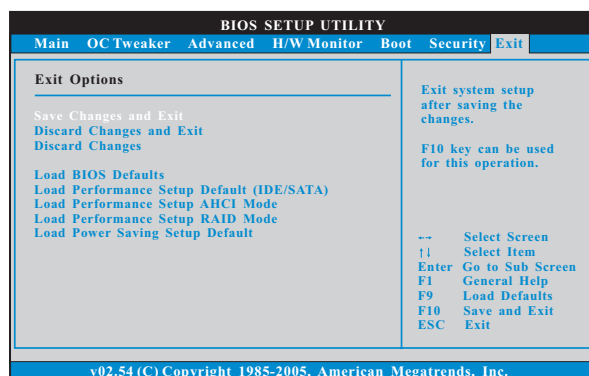 BIOS SETUP UTILITY
Main OC Tweaker Advanced H/W Monitor Boot Security Exit
Exit Options
Save Changes and Exit
Discard Changes and Exit
Discard Changes
Load BIOS Defaults
Load Performance Setup Default (IDE/SATA)
Load Performance Setup AHCI Mode
Load Performance Setup RAID Mode
Load Power Saving Setup Default
Exit system setup
after saving the
changes.
F10 key can be used
for this operation.
←→ Select Screen
↑↓ Select Item
Enter Go to Sub Screen
F1 General Help
F9 Load Defaults
F10 Save and Exit
ESC Exit
v02.54 (C) Copyright 1985-2005, American Megatrends, Inc.